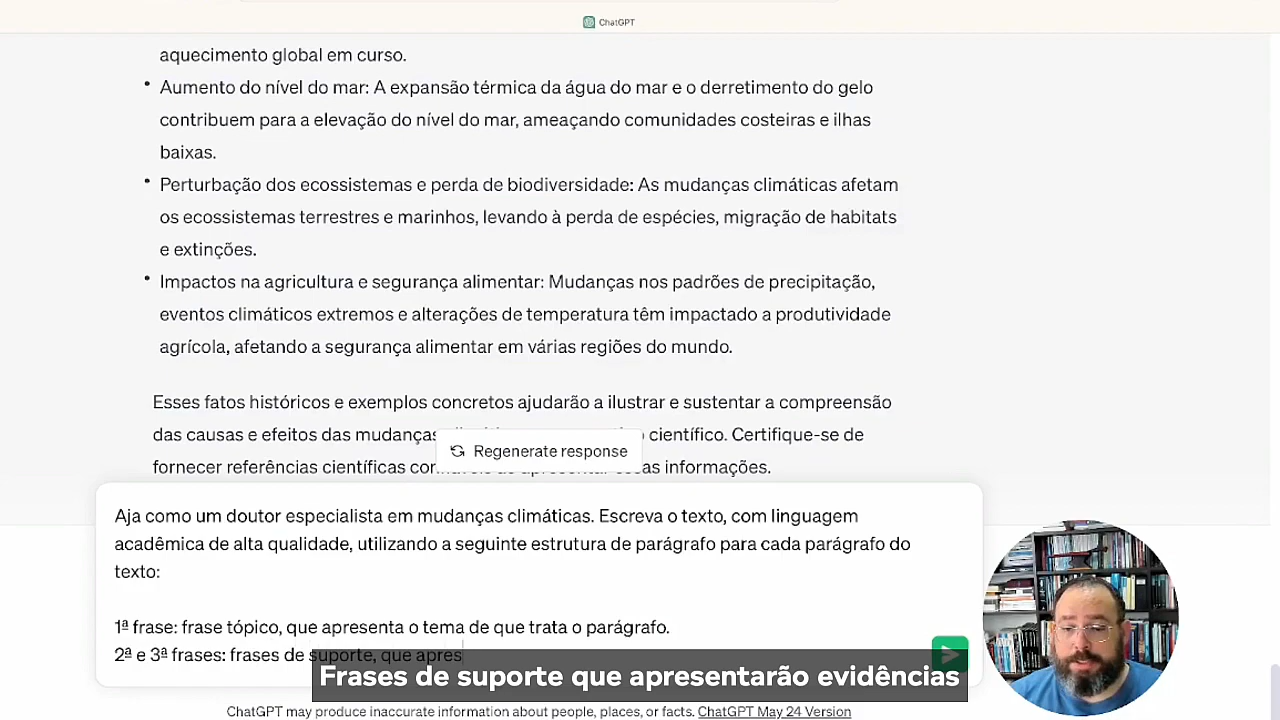 ChatGPT
aquecimento global em curso.
• Aumento do nível do mar: A expansão térmica da água do mar e o derretimento do gelo
contribuem para a elevação do nível do mar, ameaçando comunidades costeiras e ilhas
baixas.
• Perturbação dos ecossistemas e perda de biodiversidade: As mudanças climáticas afetam
os ecossistemas terrestres e marinhos, levando à perda de espécies, migração de habitats
e extinções.
• Impactos na agricultura e segurança alimentar: Mudanças nos padrões de precipitação,
eventos climáticos extremos e alterações de temperatura têm impactado a produtividade
agrícola, afetando a segurança alimentar em várias regiões do mundo.
Esses fatos históricos e exemplos concretos ajudarão a ilustrar e sustentar a compreensão
das causas e efeitos das mudanças científico. Certifique-se de
Regenerate response
fornecer referências científicas informações.
Aja como um doutor especialista em mudanças climáticas. Escreva o texto, com linguagem
acadêmica de alta qualidade, utilizando a seguinte estrutura de parágrafo para cada parágrafo do
texto:
1ª frase: frase tópico, que apresenta o tema de que trata o parágrafo.
2ª e 3ª frases: frases de suporte, que apres
Frases de suporte que apresentarão evidências
ChatGPT may produce inaccurate information about people, places, or facts. ChatGPT May 24 Version